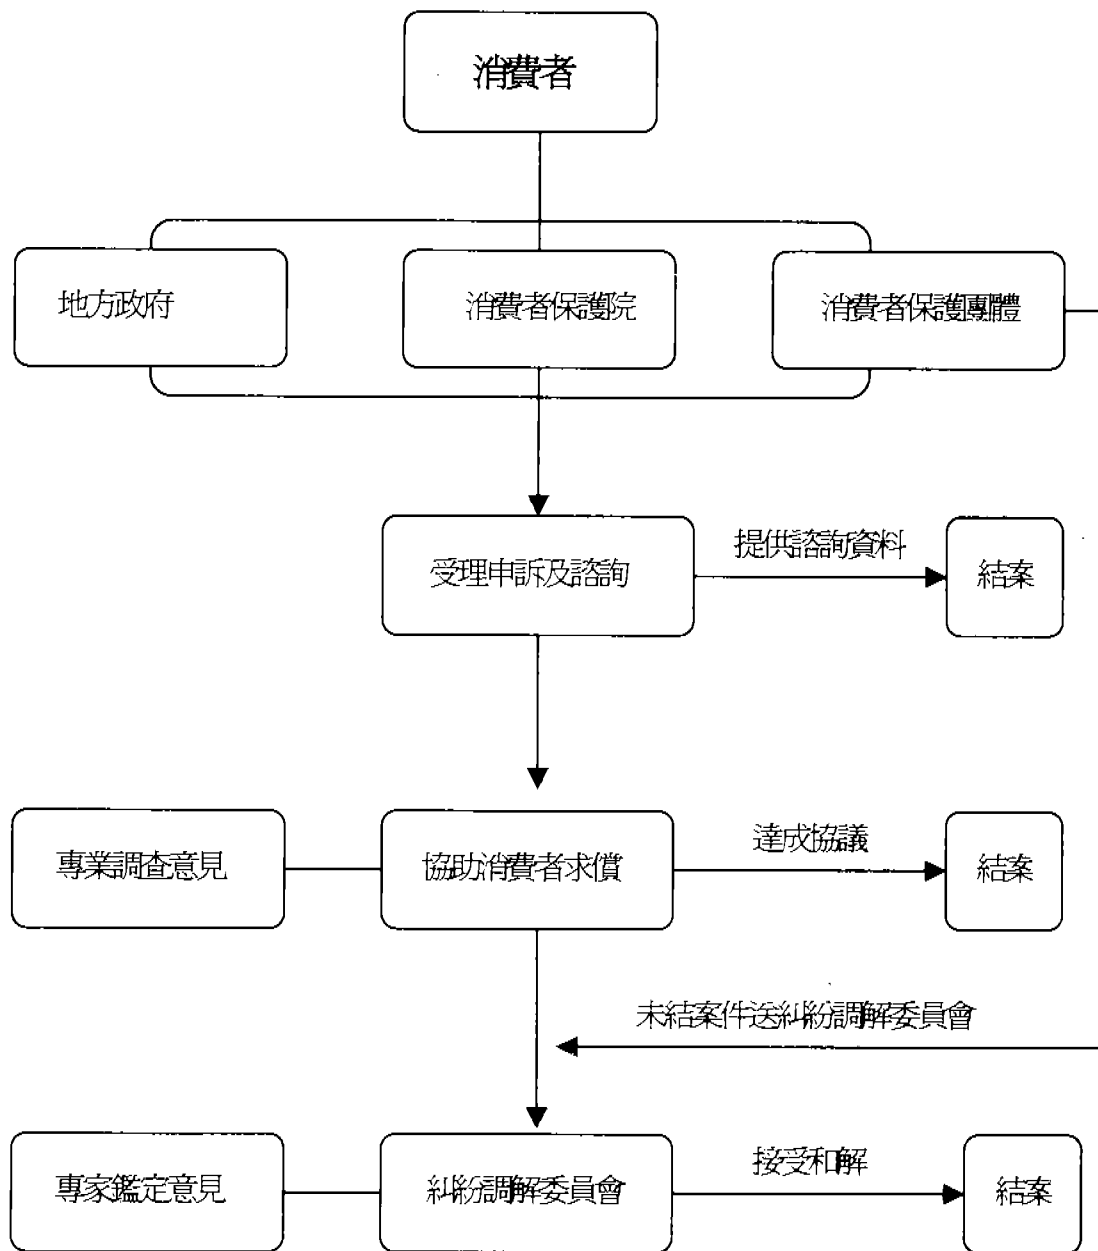 消費者
地方政府
消費者保護院
消費者保護團體
受理申訴及諮詢
提供諮詢資料
結案
專業調查意見
協助消費者求償
達成協議
結案
未結案件送糾紛調解委員會
專家鑑定意見
糾紛調解委員會
接受和解
結案